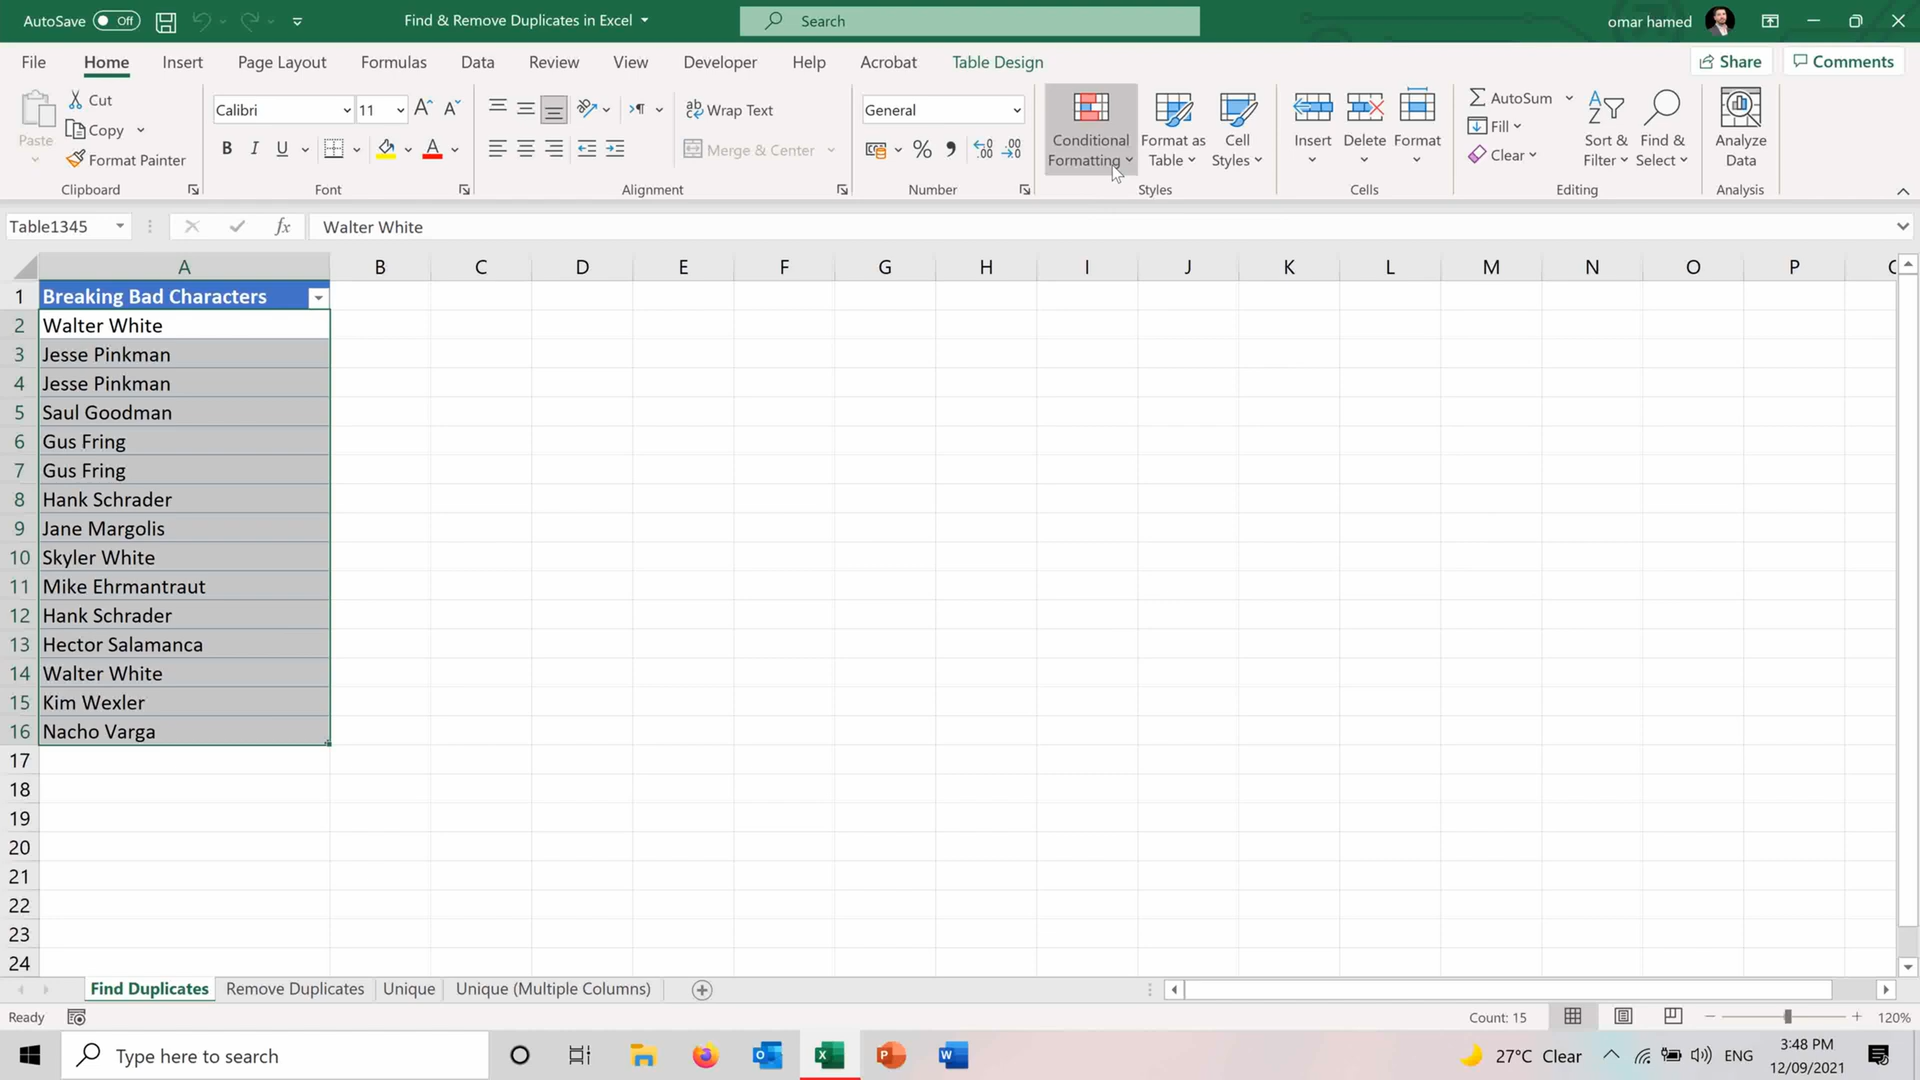 AutoSave Off Find & Remove Duplicates in Excel Search omar hamed
File Home Insert Page Layout Formulas Data Review View Developer Help Acrobat Table Design Share Comments
Paste
Cut
Copy
Format Painter
Clipboard
Calibri 11
B I U A
Font
ab Wrap Text
Merge & Center
Alignment
General
% 9
Number
Conditional Formatting
Format as Table
Cell Styles
Styles
Insert Delete Format
Cells
AutoSum
Fill
Clear
Sort & Filter
Find & Select
Editing
Analyze Data
Analysis
Table1345 fx Walter White
A B C D E F G H I J K L M N O P
1 Breaking Bad Characters
2 Walter White
3 Jesse Pinkman
4 Jesse Pinkman
5 Saul Goodman
6 Gus Fring
7 Gus Fring
8 Hank Schrader
9 Jane Margolis
10 Skyler White
11 Mike Ehrmantraut
12 Hank Schrader
13 Hector Salamanca
14 Walter White
15 Kim Wexler
16 Nacho Varga
17
18
19
20
21
22
23
24
Find Duplicates Remove Duplicates Unique Unique (Multiple Columns)
Ready Count: 15 120%
Type here to search 27°C Clear ENG 3:48 PM
12/09/2021